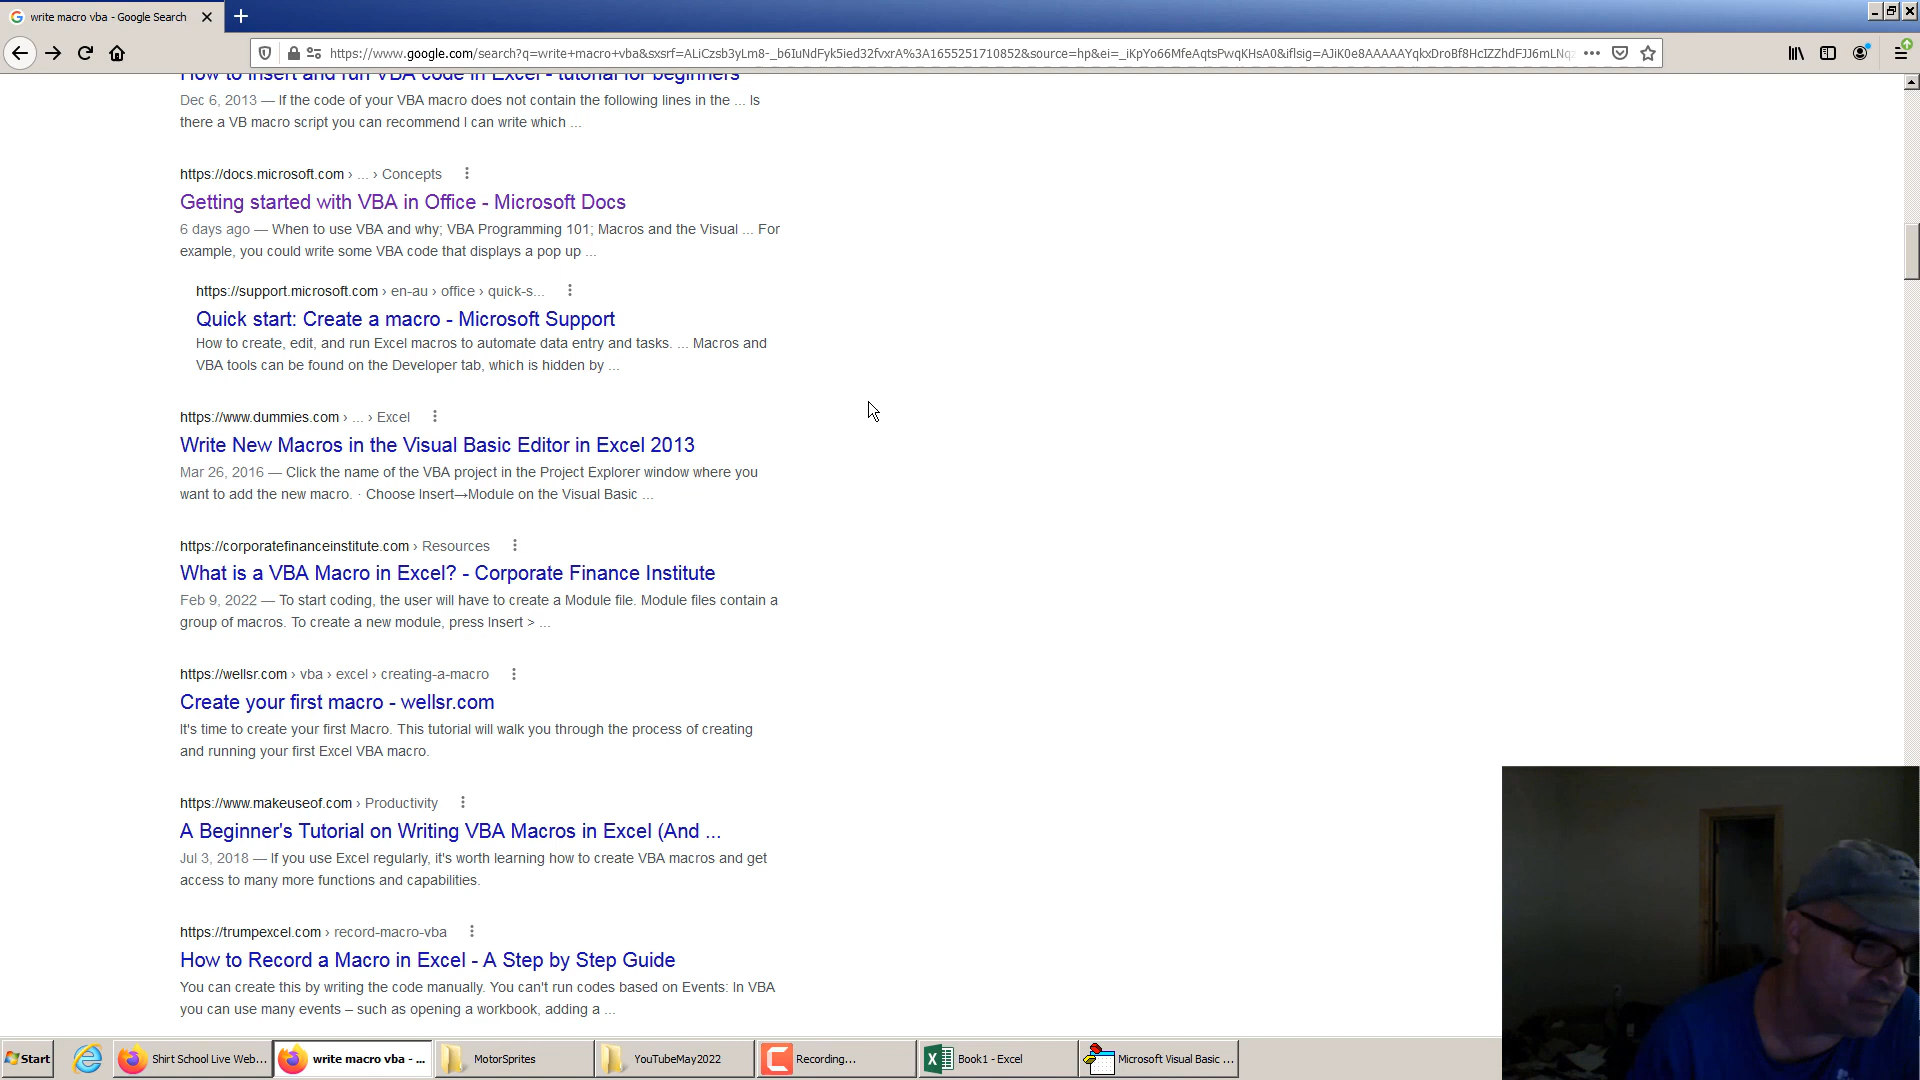 write macro vba - Google Search
https://www.google.com/search?q=write+macro+vba&sxsrf=ALiCzsb3yLm8-_b6IuNdFyk5ied32fvxrA%3A1655251710852&source=hp&ei=_iKpYo66MfeAqtsPwqKHsA0&iflsig=AJiK0e8AAAAAYqkxDroBf8HcIZZhdFJJ6mLNqz
How to insert and run VBA code in Excel - tutorial for beginners
Dec 6, 2013 — If the code of your VBA macro does not contain the following lines in the ... Is
there a VB macro script you can recommend I can write which ...
https://docs.microsoft.com › ... › Concepts
Getting started with VBA in Office - Microsoft Docs
6 days ago — When to use VBA and why; VBA Programming 101; Macros and the Visual ... For
example, you could write some VBA code that displays a pop up ...
https://support.microsoft.com › en-au › office › quick-s...
Quick start: Create a macro - Microsoft Support
How to create, edit, and run Excel macros to automate data entry and tasks. ... Macros and
VBA tools can be found on the Developer tab, which is hidden by ...
https://www.dummies.com › ... › Excel
Write New Macros in the Visual Basic Editor in Excel 2013
Mar 26, 2016 — Click the name of the VBA project in the Project Explorer window where you
want to add the new macro. · Choose Insert→Module on the Visual Basic ...
https://corporatefinanceinstitute.com › Resources
What is a VBA Macro in Excel? - Corporate Finance Institute
Feb 9, 2022 — To start coding, the user will have to create a Module file. Module files contain a
group of macros. To create a new module, press Insert > ...
https://wellsr.com › vba › excel › creating-a-macro
Create your first macro - wellsr.com
It's time to create your first Macro. This tutorial will walk you through the process of creating
and running your first Excel VBA macro.
https://www.makeuseof.com › Productivity
A Beginner's Tutorial on Writing VBA Macros in Excel (And ...
Jul 3, 2018 — If you use Excel regularly, it's worth learning how to create VBA macros and get
access to many more functions and capabilities.
https://trumpexcel.com › record-macro-vba
How to Record a Macro in Excel - A Step by Step Guide
You can create this by writing the code manually. You can't run codes based on Events: In VBA
you can use many events – such as opening a workbook, adding a ...
Start Shirt School Live Web... write macro vba - ... MotorSprites YouTubeMay2022 Recording... Book1 - Excel Microsoft Visual Basic ...